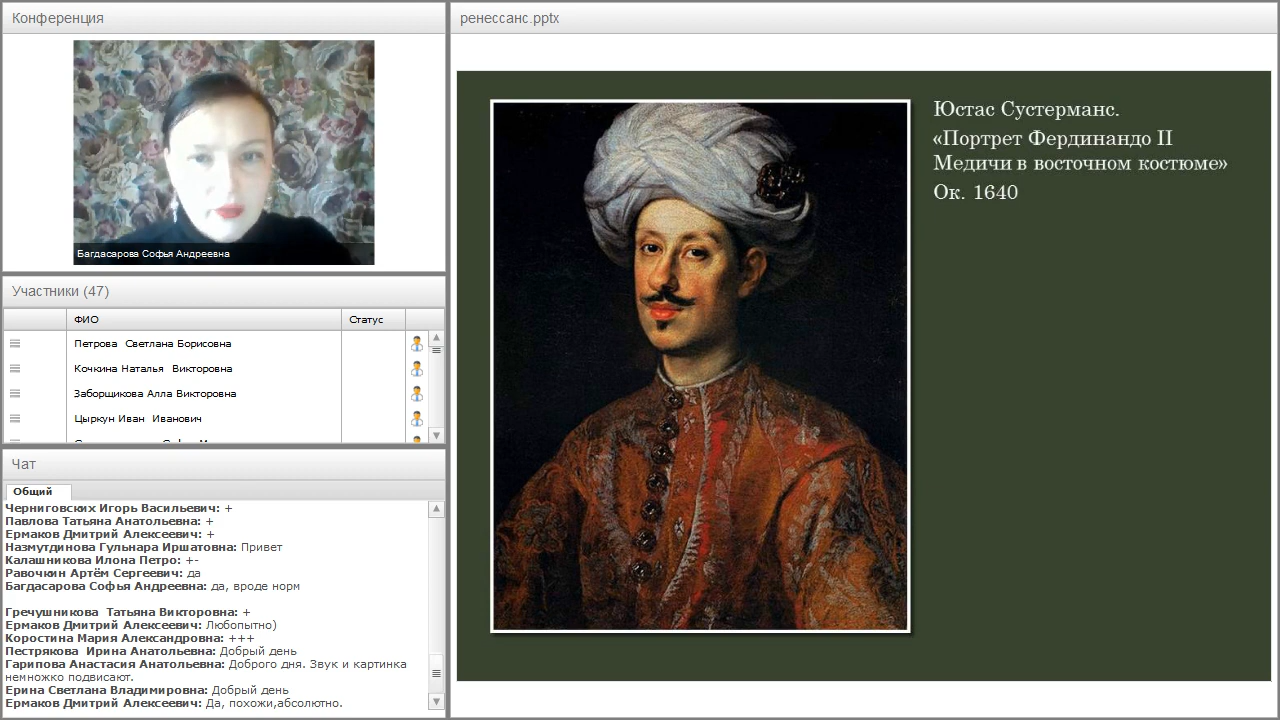 Конференция
Багдасарова Софья Андреевна
Участники (47)
ФИО
Статус
Петрова Светлана Борисовна
Кочкина Наталья Викторовна
Заборщикова Алла Викторовна
Цыркун Иван Иванович
Чат
Общий
Черниговских Игорь Васильевич: +
Павлова Татьяна Анатольевна: +
Ермаков Дмитрий Алексеевич: +
Назмутдинова Гульнара Иршатовна: Привет
Калашникова Илона Петро: +-
Равочкин Артём Сергеевич: да
Багдасарова Софья Андреевна: да, вроде норм
Гречушникова Татьяна Викторовна: +
Ермаков Дмитрий Алексеевич: Любопытно)
Коростина Мария Александровна: +++
Пестрякова Ирина Анатольевна: Добрый день
Гарипова Анастасия Анатольевна: Доброго дня. Звук и картинка
немножко подвисают.
Ерина Светлана Владимировна: Добрый день
Ермаков Дмитрий Алексеевич: Да, похожи,абсолютно.
ренессанс.pptx
Юстас Сустерманс.
«Портрет Фердинандо II
Медичи в восточном костюме»
Ок. 1640